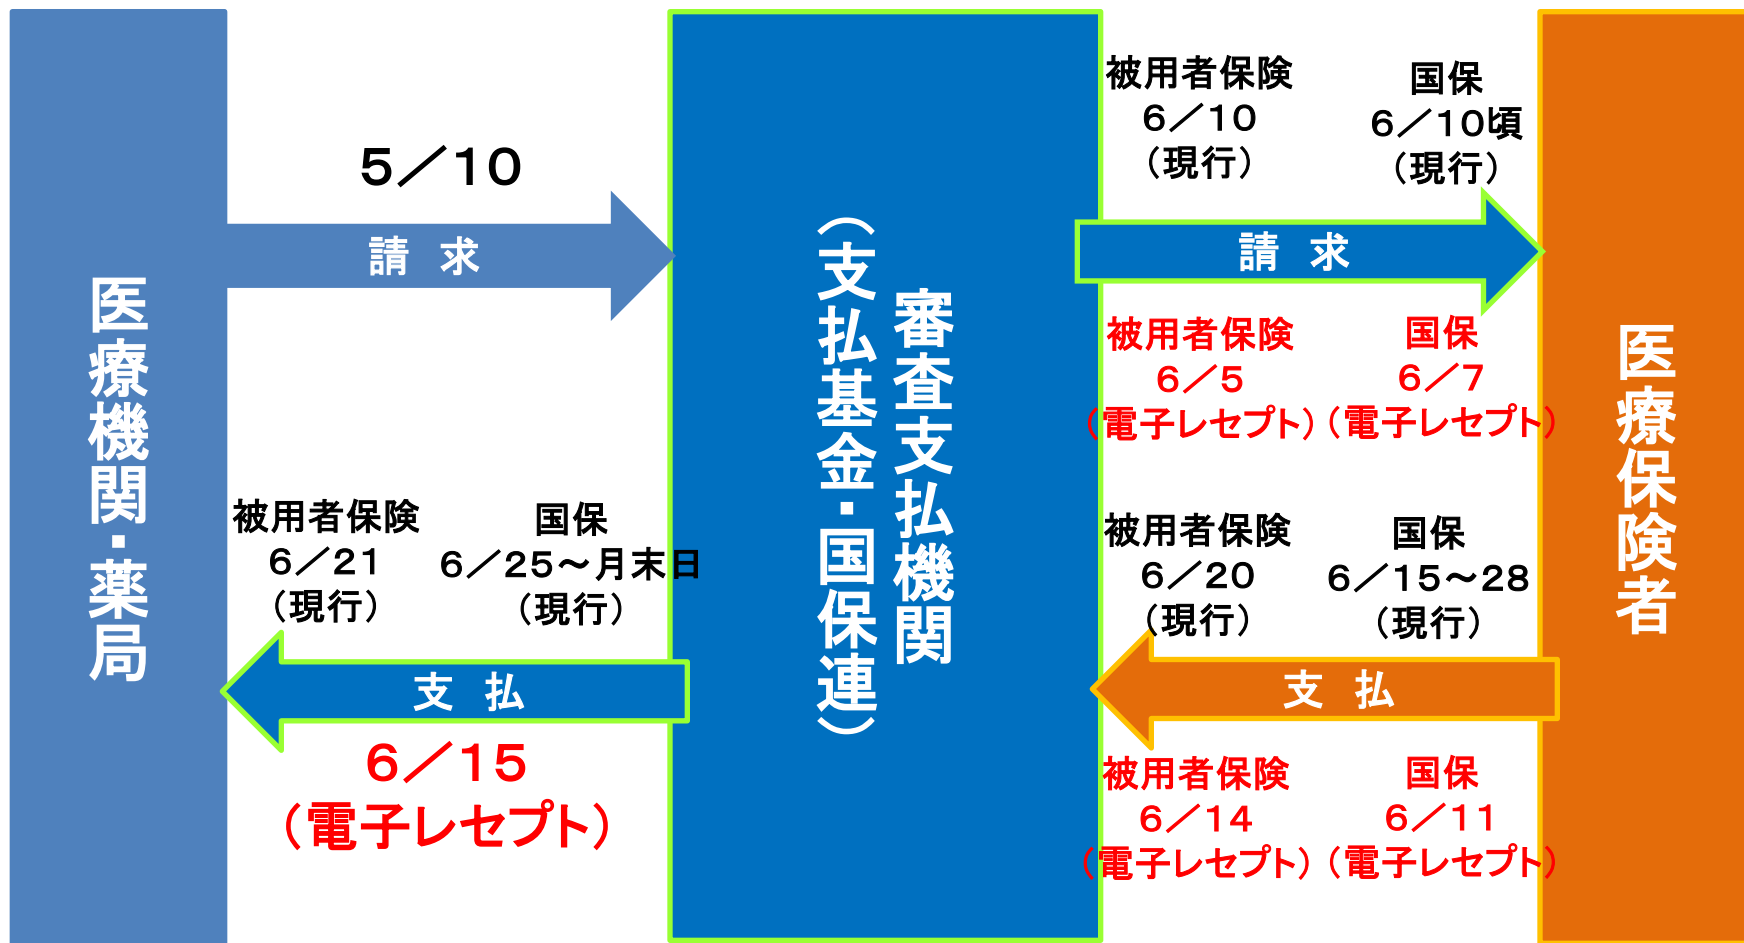 医療機関・薬局
5／10
請 求
被用者保険
6／21
（現行）
国保
6／25～月末日
（現行）
支 払
6／15
（電子レセプト）
審査支払機関
（支払基金・国保連）
被用者保険
6／10
（現行）
国保
6／10頃
（現行）
請 求
被用者保険
6／5
（電子レセプト）
国保
6／7
（電子レセプト）
被用者保険
6／20
（現行）
国保
6／15～28
（現行）
支 払
被用者保険
6／14
（電子レセプト）
国保
6／11
（電子レセプト）
医療保険者